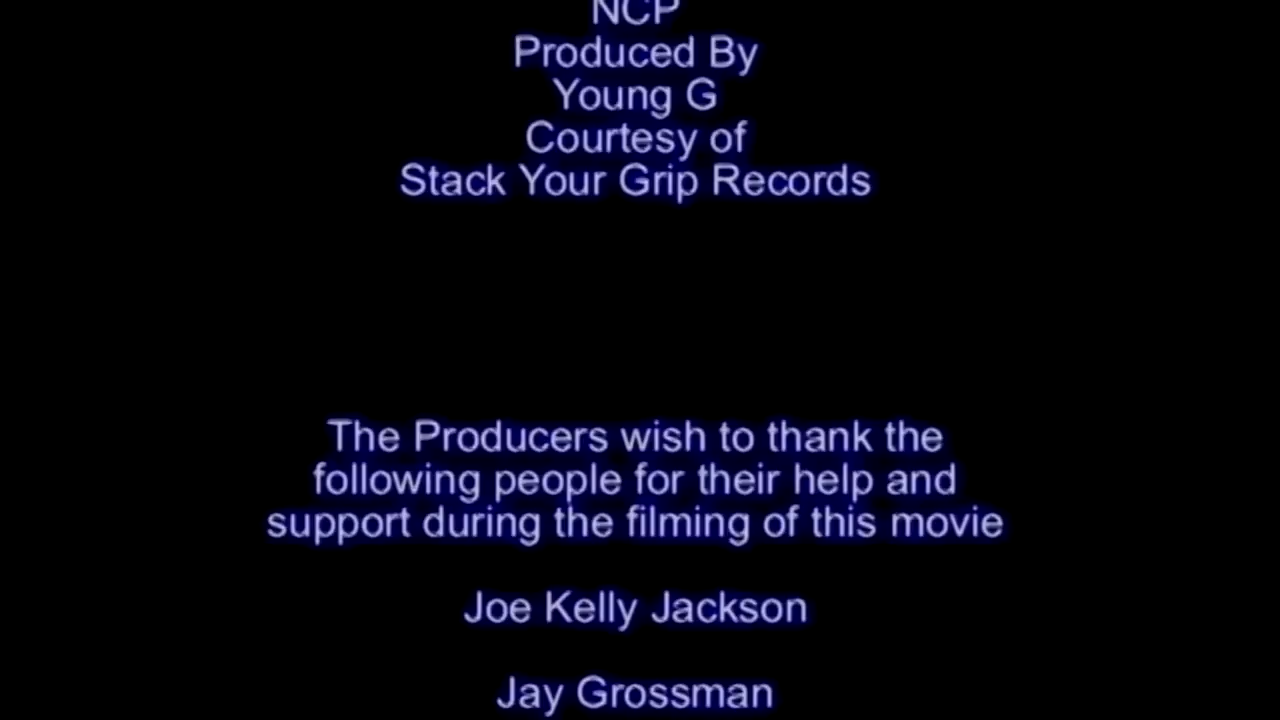 NCP
Produced By
Young G
Courtesy of
Stack Your Grip Records
The Producers wish to thank the
following people for their help and
support during the filming of this movie
Joe Kelly Jackson
Jay Grossman